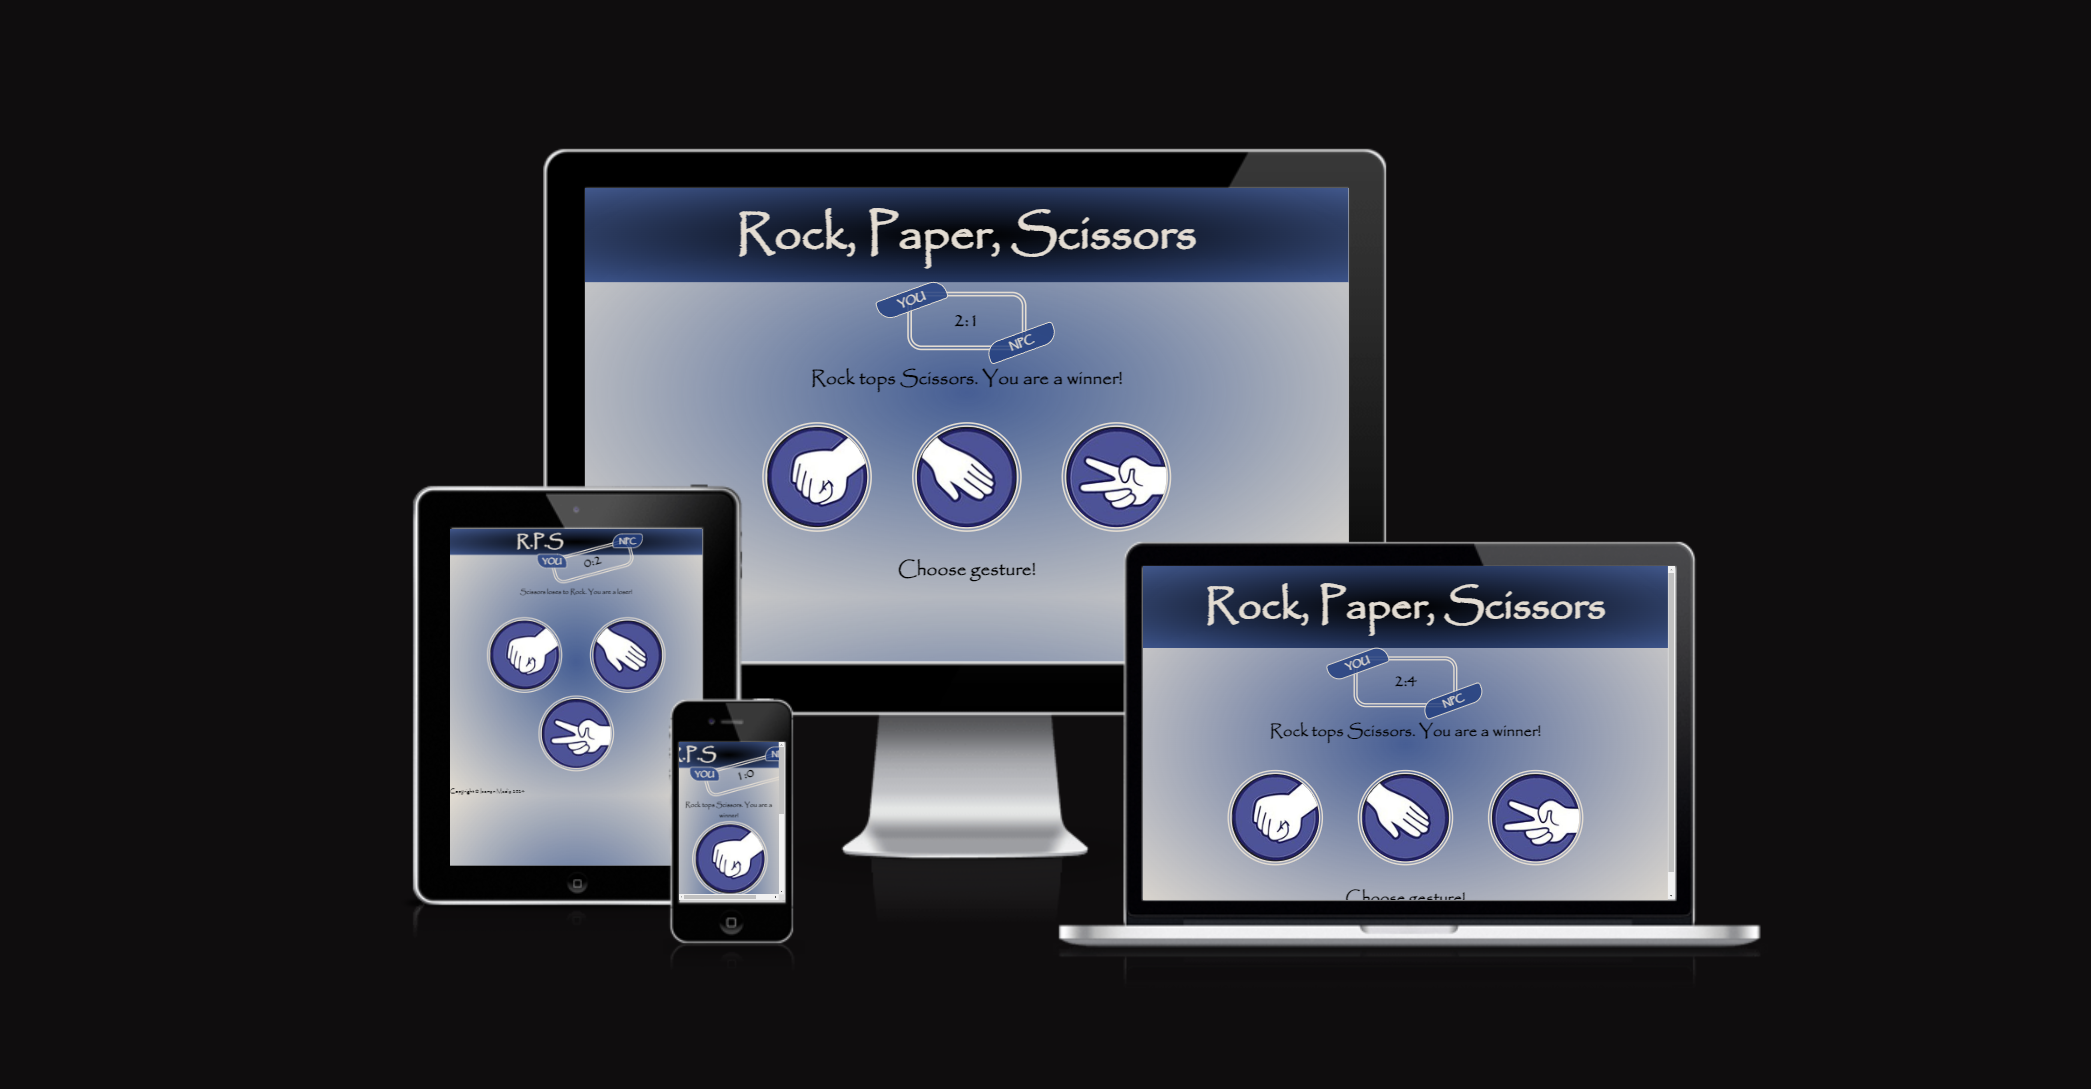 Rock, Paper, Scissors
YOU
2:1
NPC
Rock tops Scissors. You are a winner!
Choose gesture!
R.P.S
NPC
YOU
0:2
Scissors loses to Rock. You are a loser!
R.P.S
YOU
1:0
Rock tops Scissors. You are a
winner!
Rock, Paper, Scissors
YOU
2:4
NPC
Rock tops Scissors. You are a winner!
Choose gesture!